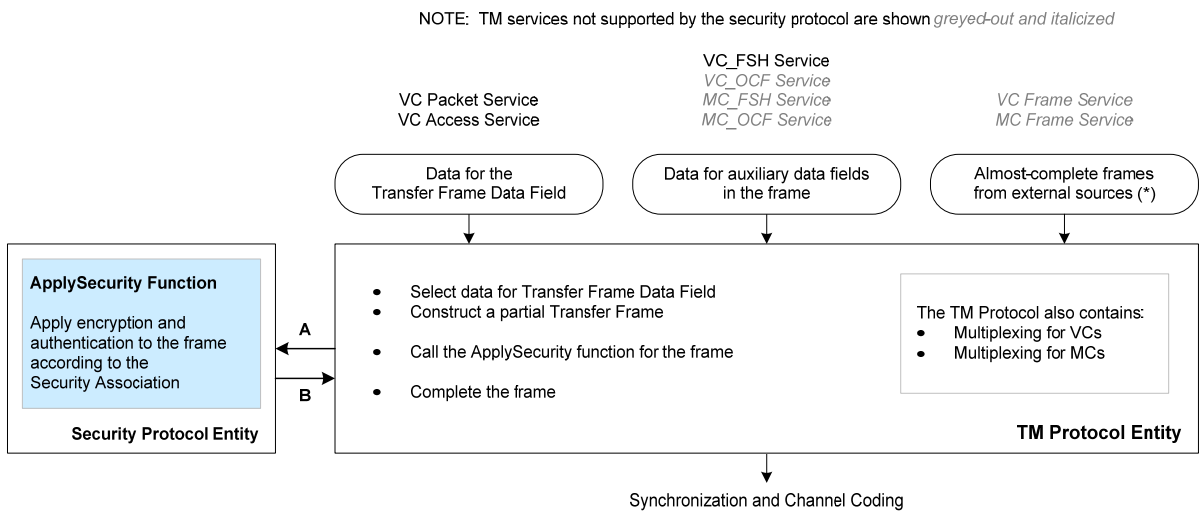 NOTE: TM services not supported by the security protocol are shown greyed-out and italicized
VC Packet Service
VC Access Service
VC_FSH Service
VC_OCF Service
MC_FSH Service
MC_OCF Service
VC Frame Service
MC Frame Service
Data for the
Transfer Frame Data Field
Data for auxiliary data fields
in the frame
Almost-complete frames
from external sources (*)
ApplySecurity Function
Apply encryption and
authentication to the frame
according to the
Security Association
Security Protocol Entity
A
B
• Select data for Transfer Frame Data Field
• Construct a partial Transfer Frame
• Call the ApplySecurity function for the frame
• Complete the frame
The TM Protocol also contains:
• Multiplexing for VCs
• Multiplexing for MCs
TM Protocol Entity
Synchronization and Channel Coding